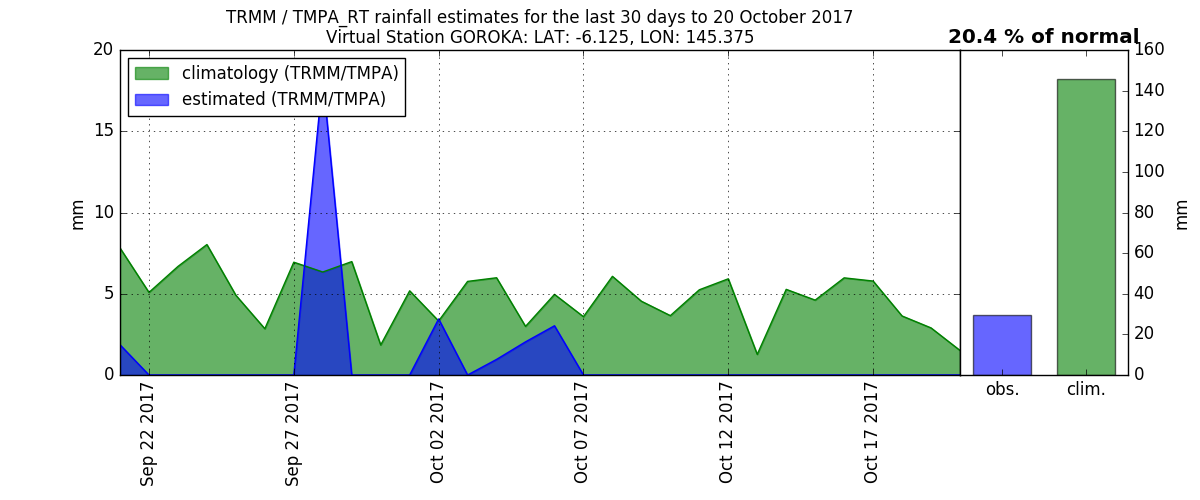 TRMM / TMPA_RT rainfall estimates for the last 30 days to 20 October 2017
Virtual Station GOROKA: LAT: -6.125, LON: 145.375
20.4 % of normal
climatology (TRMM/TMPA)
estimated (TRMM/TMPA)
20
15
10
5
0
mm
Sep 22 2017
Sep 27 2017
Oct 02 2017
Oct 07 2017
Oct 12 2017
Oct 17 2017
160
140
120
100
80
60
40
20
0
mm
obs.
clim.